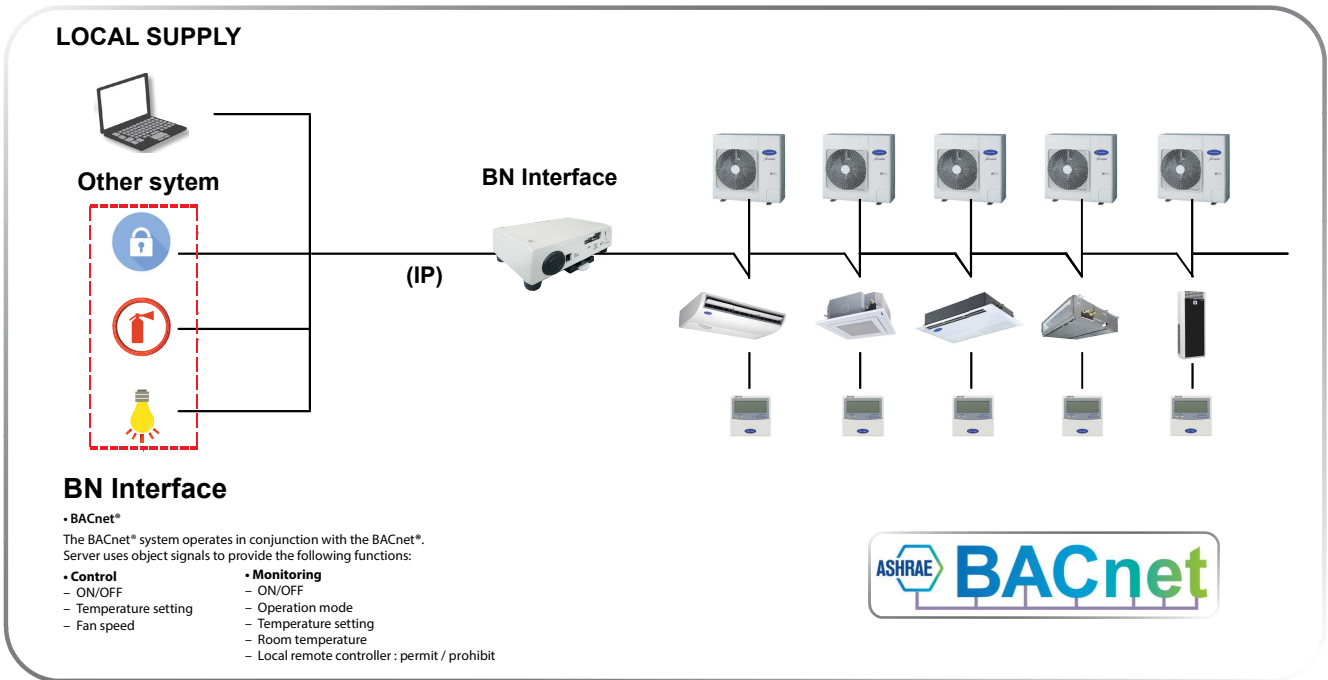 LOCAL SUPPLY
Other sytem
BN Interface
(IP)
BN Interface
• BACnet®
The BACnet® system operates in conjunction with the BACnet®.
Server uses object signals to provide the following functions:
• Control
– ON/OFF
– Temperature setting
– Fan speed
• Monitoring
– ON/OFF
– Operation mode
– Temperature setting
– Room temperature
– Local remote controller : permit / prohibit
ASHRAE BACnet